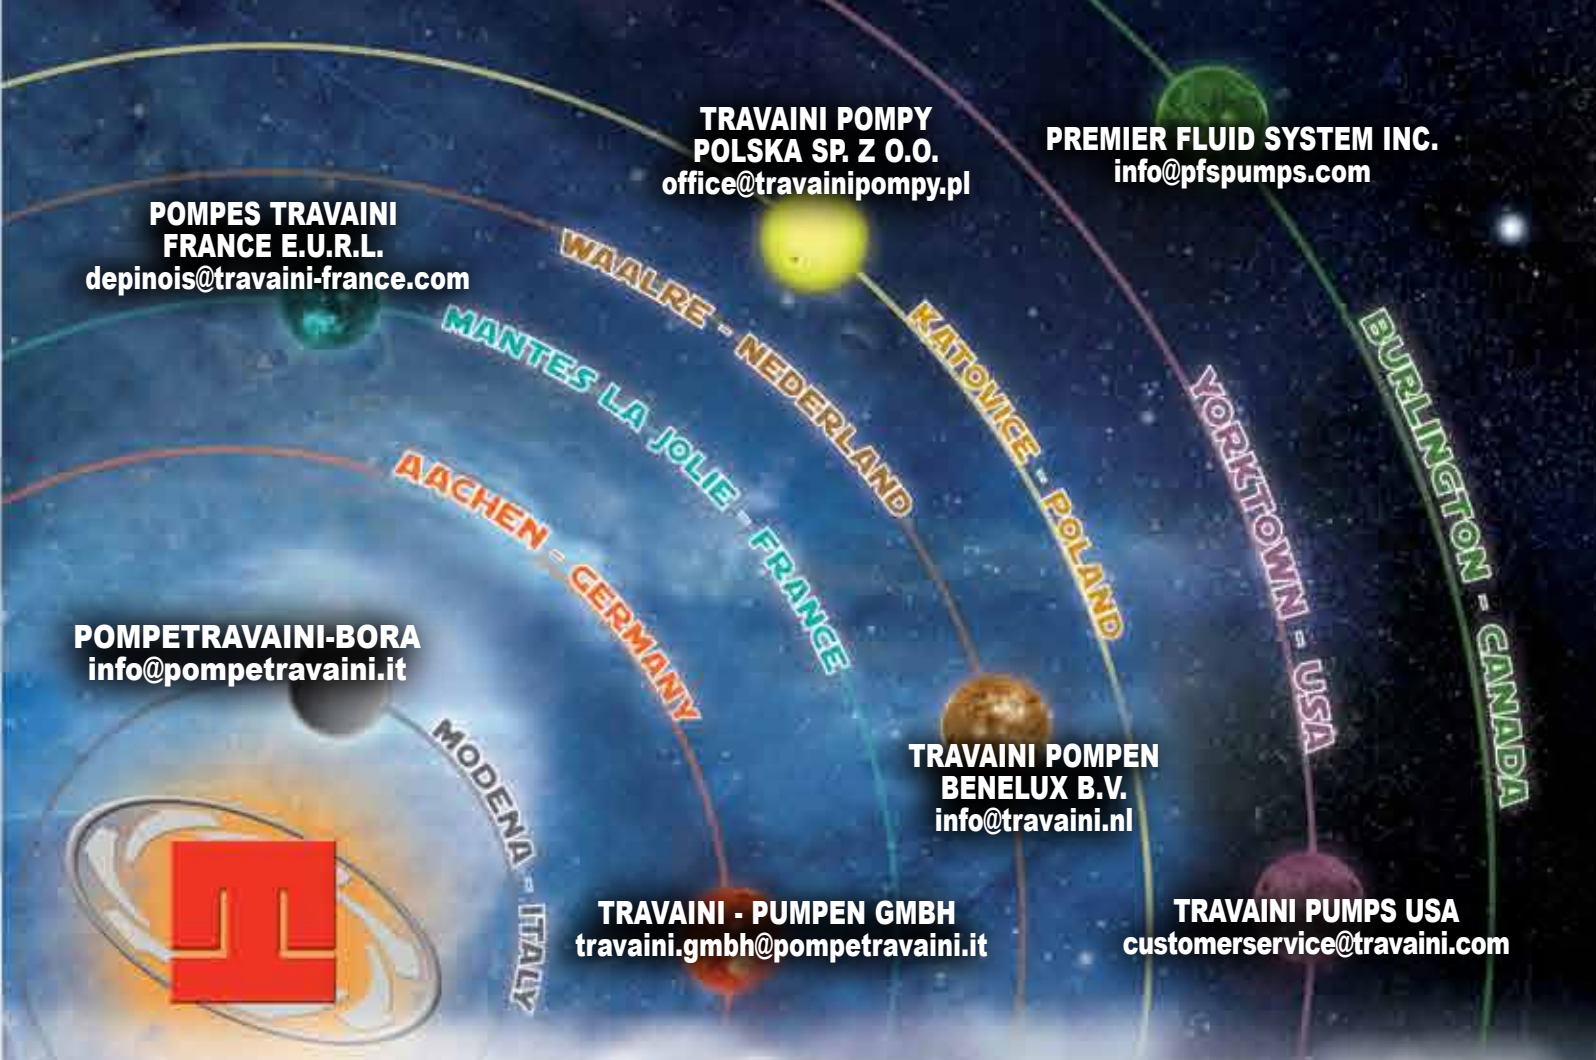 TRAVAINI POMPY
POLSKA SP. Z O.O.
office@travainipompy.pl
PREMIER FLUID SYSTEM INC.
info@pfspumps.com
POMPES TRAVAINI
FRANCE E.U.R.L.
depinois@travaini-france.com
WAALRE - NEDERLAND
MANTES LA JOLIE - FRANCE
KATOVICE - POLAND
BURLINGTON - CANADA
YORKTOWN - USA
AACHEN - GERMANY
POMPETRAVAINI-BORA
info@pompetravaini.it
MODENA - ITALY
TRAVAINI POMPEN
BENELUX B.V.
info@travaini.nl
TRAVAINI - PUMPEN GMBH
travaini.gmbh@pompetravaini.it
TRAVAINI PUMPS USA
customerservice@travaini.com